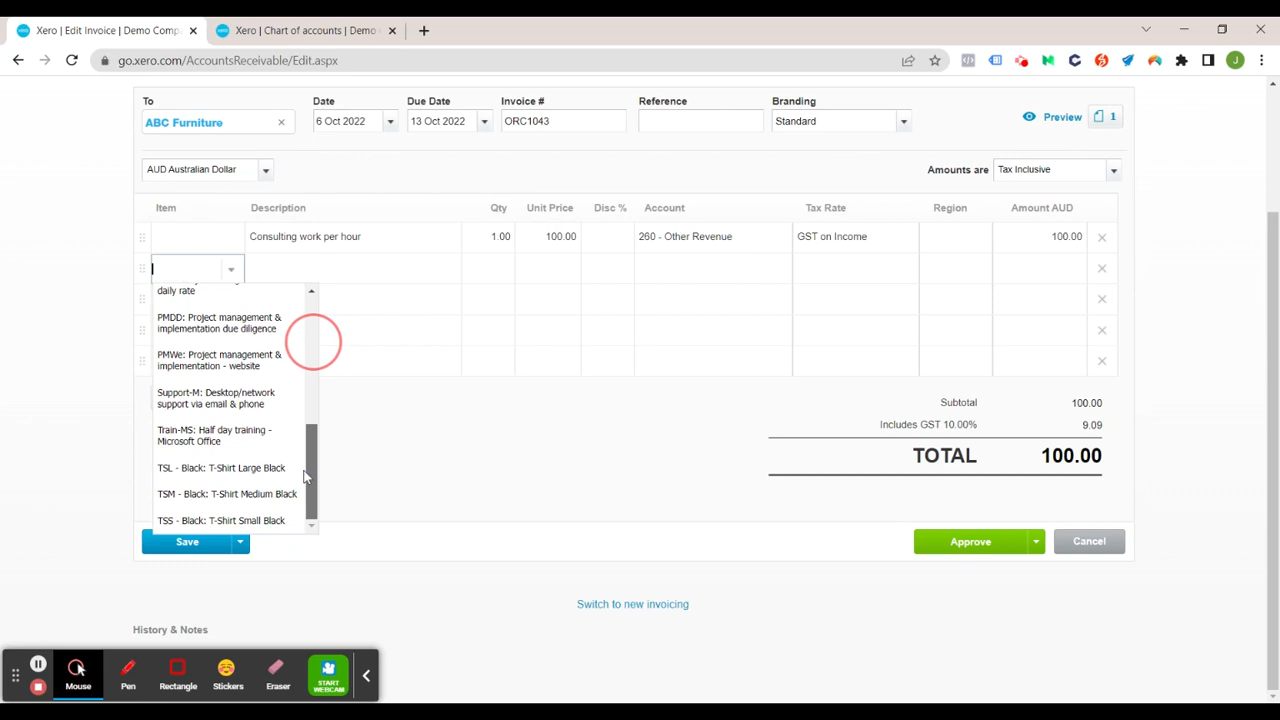 Xero | Edit Invoice | Demo Comp
Xero | Chart of accounts | Demo
go.xero.com/AccountsReceivable/Edit.aspx
J
To Date Due Date Invoice # Reference Branding
ABC Furniture 6 Oct 2022 13 Oct 2022 ORC1043 Standard Preview 1
AUD Australian Dollar Amounts are Tax Inclusive
Item Description Qty Unit Price Disc % Account Tax Rate Region Amount AUD
Consulting work per hour 1.00 100.00 260 - Other Revenue GST on Income 100.00
daily rate
PMDD: Project management &
implementation due diligence
PMWe: Project management &
implementation - website
Support-M: Desktop/network
support via email & phone
Train-MS: Half day training -
Microsoft Office
TSL - Black: T-Shirt Large Black
TSM - Black: T-Shirt Medium Black
TSS - Black: T-Shirt Small Black
Subtotal 100.00
Includes GST 10.00% 9.09
TOTAL 100.00
Save Approve Cancel
Switch to new invoicing
History & Notes
Mouse Pen Rectangle Stickers Eraser START
WEBCAM